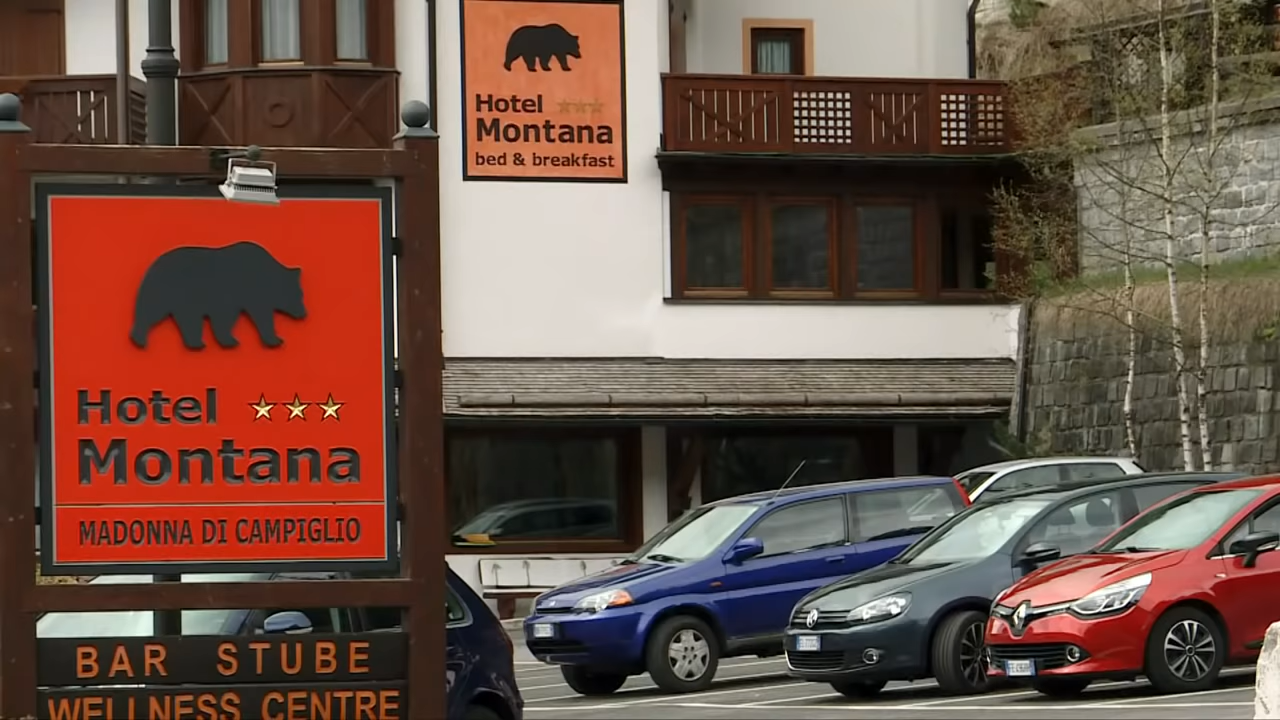 Hotel
Montana
bed & breakfast
Hotel
Montana
MADONNA DI CAMPIGLIO
BAR STUBE
WELLNESS CENTRE